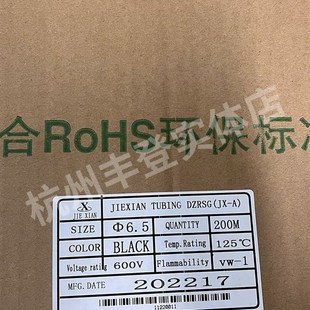 合RoHS环保标准
杭州丰登实体店
JIE XIAN
JIEXIAN TUBING DZRSG(JX-A)
SIZE Φ6.5 QUANTITY 200M
COLOR BLACK Temp.Rating 125℃
Voltage rating 600V Flammability vw-1
MFG.DATE 202217
11220011